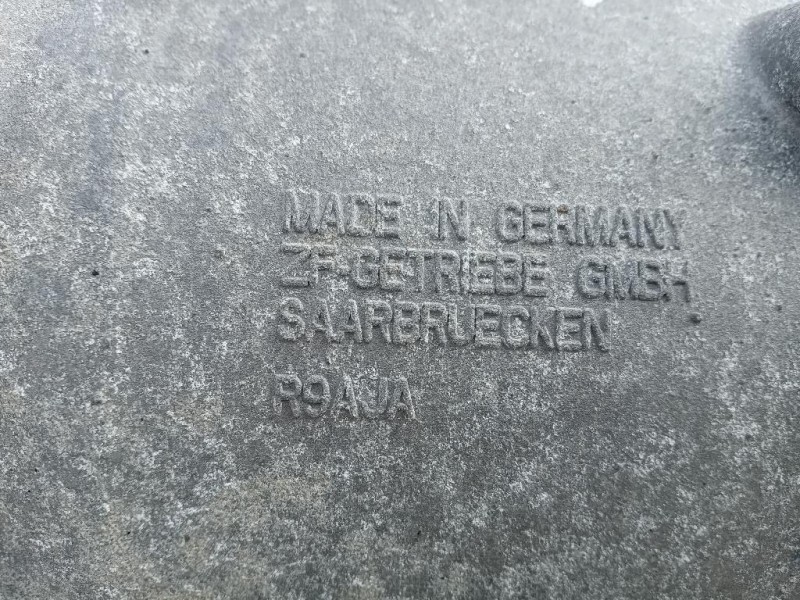 MADE IN GERMANY
ZF-GETRIEBE GMBH
SAARBRUECKEN
R9AJA